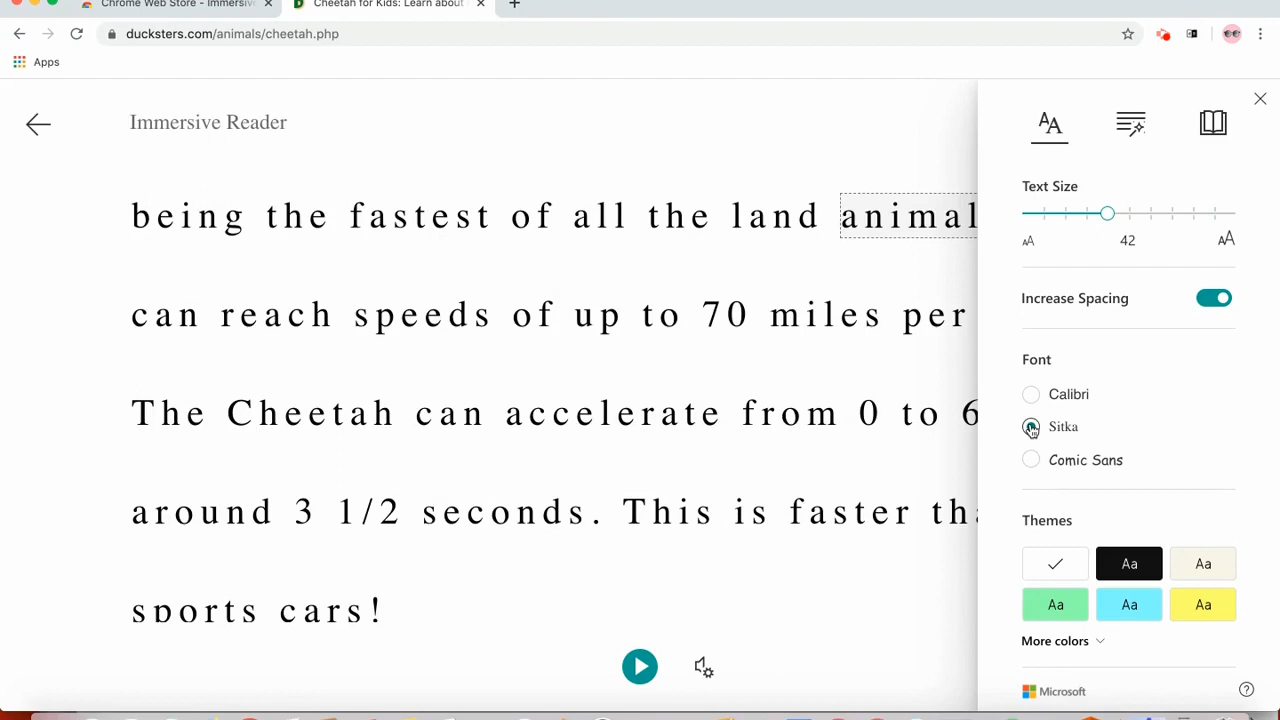 Chrome Web Store - Immersiv
Cheetah for Kids: Learn about
ducksters.com/animals/cheetah.php
Apps
Immersive Reader
being the fastest of all the land animal
can reach speeds of up to 70 miles per
The Cheetah can accelerate from 0 to 6
around 3 1/2 seconds. This is faster tha
sports cars!
AA
Text Size
AA
42
AA
Increase Spacing
Font
Calibri
Sitka
Comic Sans
Themes
Aa
Aa
Aa
Aa
Aa
More colors
Microsoft